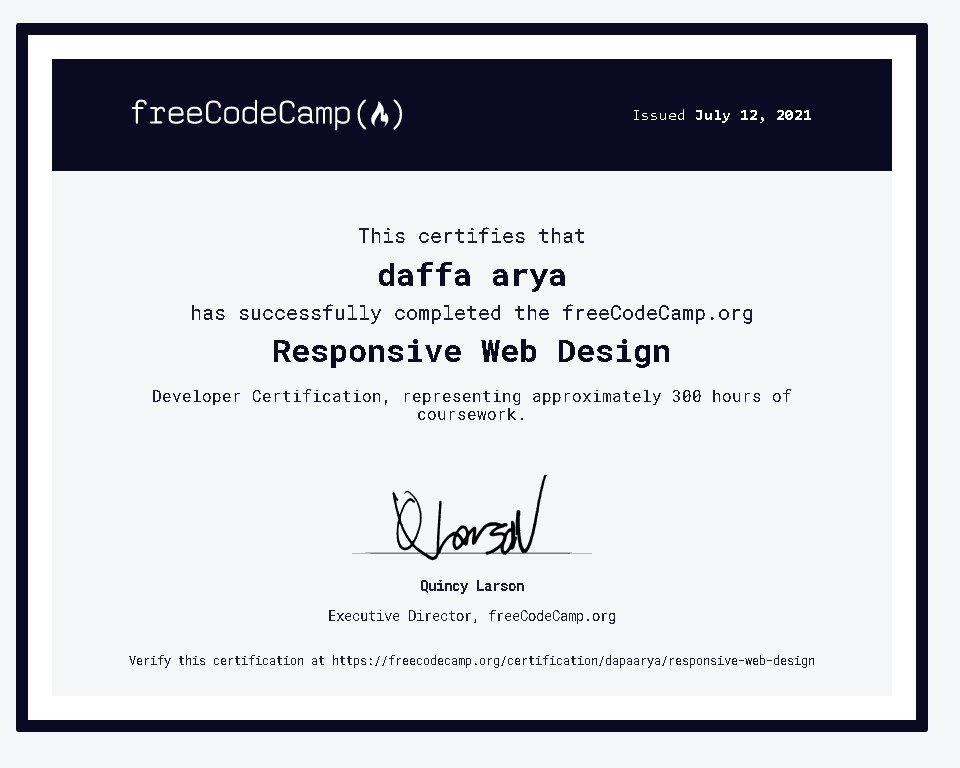 freeCodeCamp(🔥)
Issued July 12, 2021
This certifies that
daffa arya
has successfully completed the freeCodeCamp.org
Responsive Web Design
Developer Certification, representing approximately 300 hours of
coursework.
Q Larson
Quincy Larson
Executive Director, freeCodeCamp.org
Verify this certification at https://freecodecamp.org/certification/dapaarya/responsive-web-design